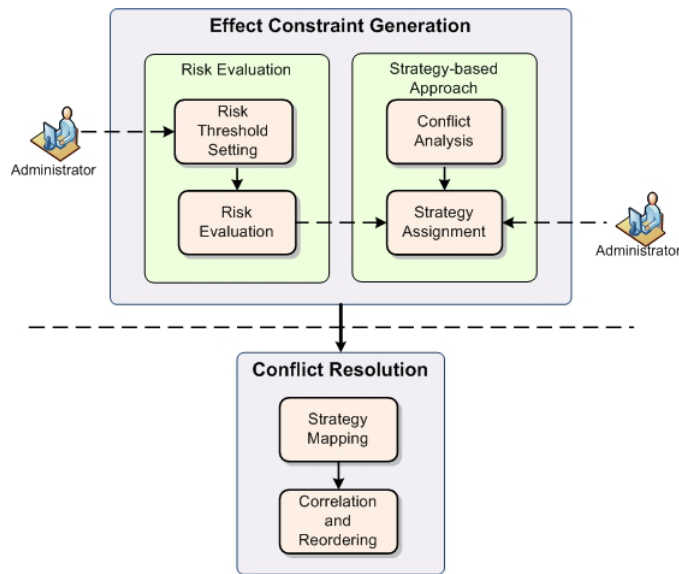 Effect Constraint Generation
Risk Evaluation
Risk
Threshold
Setting
Risk
Evaluation
Strategy-based
Approach
Conflict
Analysis
Strategy
Assignment
Administrator
Administrator
Conflict Resolution
Strategy
Mapping
Correlation
and
Reordering